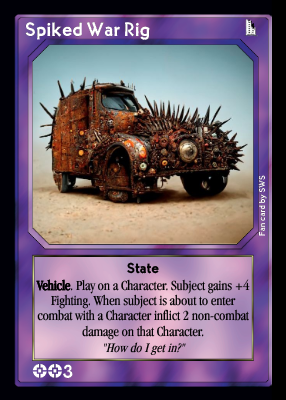 Spiked War Rig
Fan card by SWS
State
Vehicle. Play on a Character. Subject gains +4
Fighting. When subject is about to enter
combat with a Character inflict 2 non-combat
damage on that Character.
"How do I get in?"
3